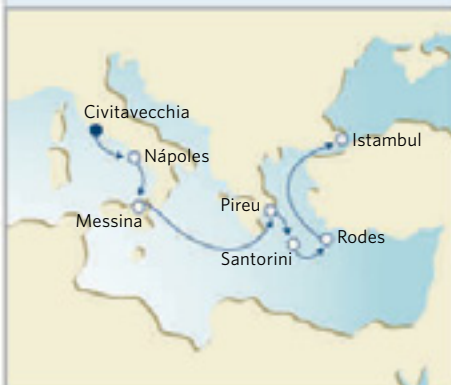 Civitavecchia
Nápoles
Istambul
Messina
Pireu
Rodes
Santorini